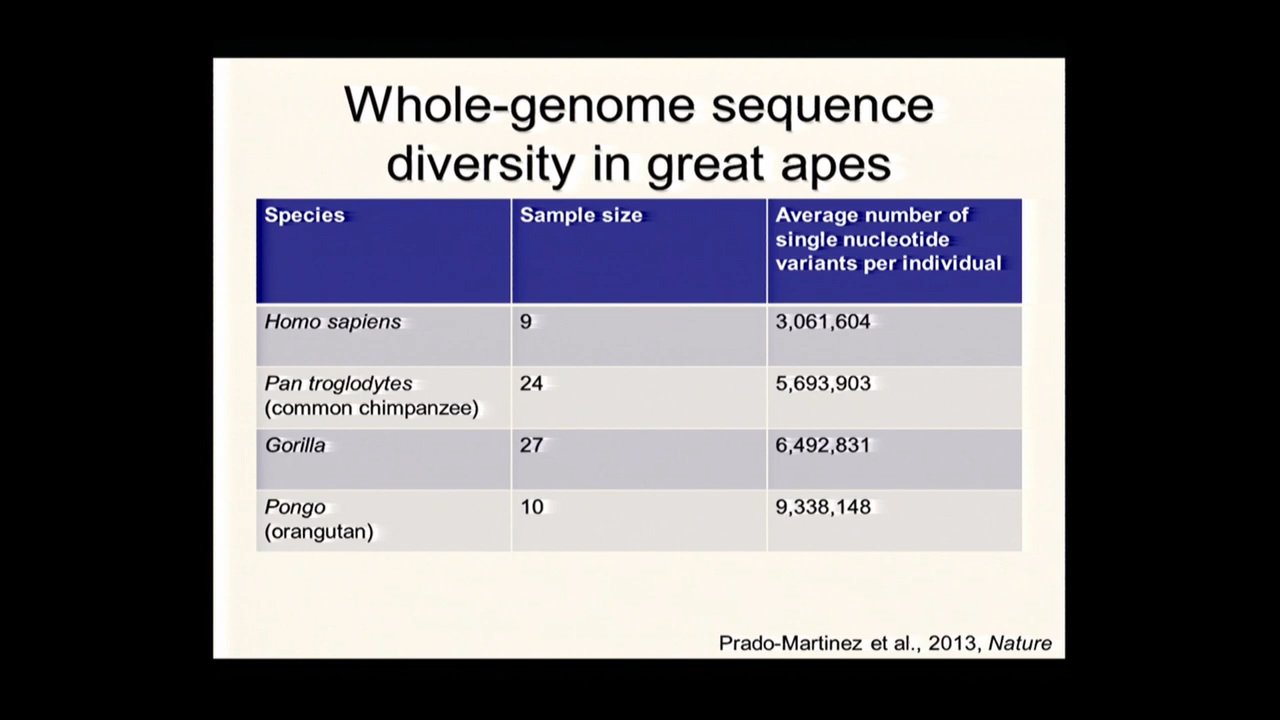 Whole-genome sequence
diversity in great apes
Species
Sample size
Average number of
single nucleotide
variants per individual
Homo sapiens
9
3,061,604
Pan troglodytes
(common chimpanzee)
24
5,693,903
Gorilla
27
6,492,831
Pongo
(orangutan)
10
9,338,148
Prado-Martinez et al., 2013, Nature